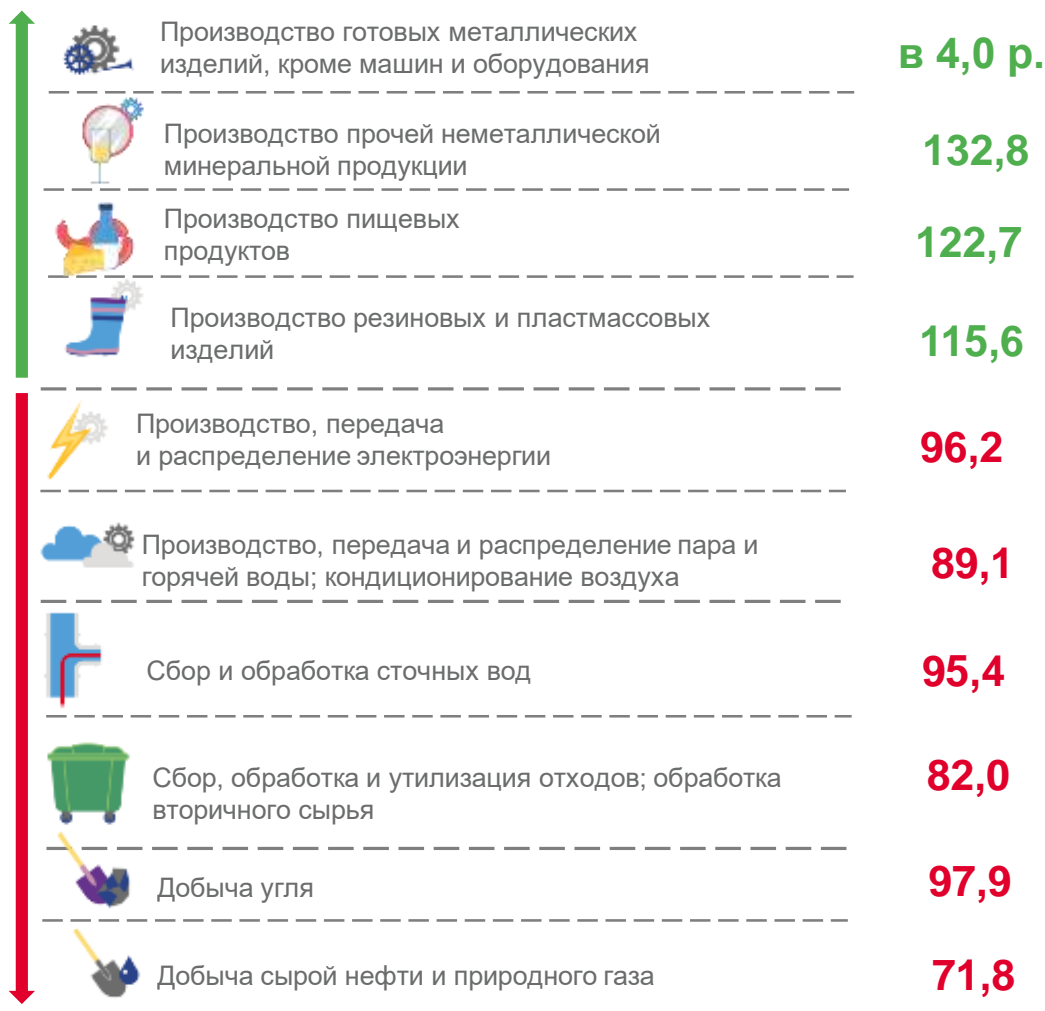 Производство готовых металлических
изделий, кроме машин и оборудования
в 4,0 р.
Производство прочей неметаллической
минеральной продукции
132,8
Производство пищевых
продуктов
122,7
Производство резиновых и пластмассовых
изделий
115,6
Производство, передача
и распределение электроэнергии
96,2
Производство, передача и распределение пара и
горячей воды; кондиционирование воздуха
89,1
Сбор и обработка сточных вод
95,4
Сбор, обработка и утилизация отходов; обработка
вторичного сырья
82,0
Добыча угля
97,9
Добыча сырой нефти и природного газа
71,8